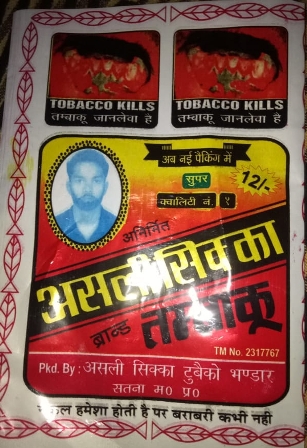 TOBACCO KILLS TOBACCO KILLS
तम्बाकू जानलेवा है तम्बाकू जानलेवा है
अब नई पैकिंग में
सुपर
12/-
क्वालिटी नं. १
असली सिक्का
ब्रान्ड तम्बाकू
TM No. 2317767
Pkd. By : असली सिक्का टुबैको भण्डार
सतना म० प्र०
नकल हमेशा होती है पर बराबरी कभी नही